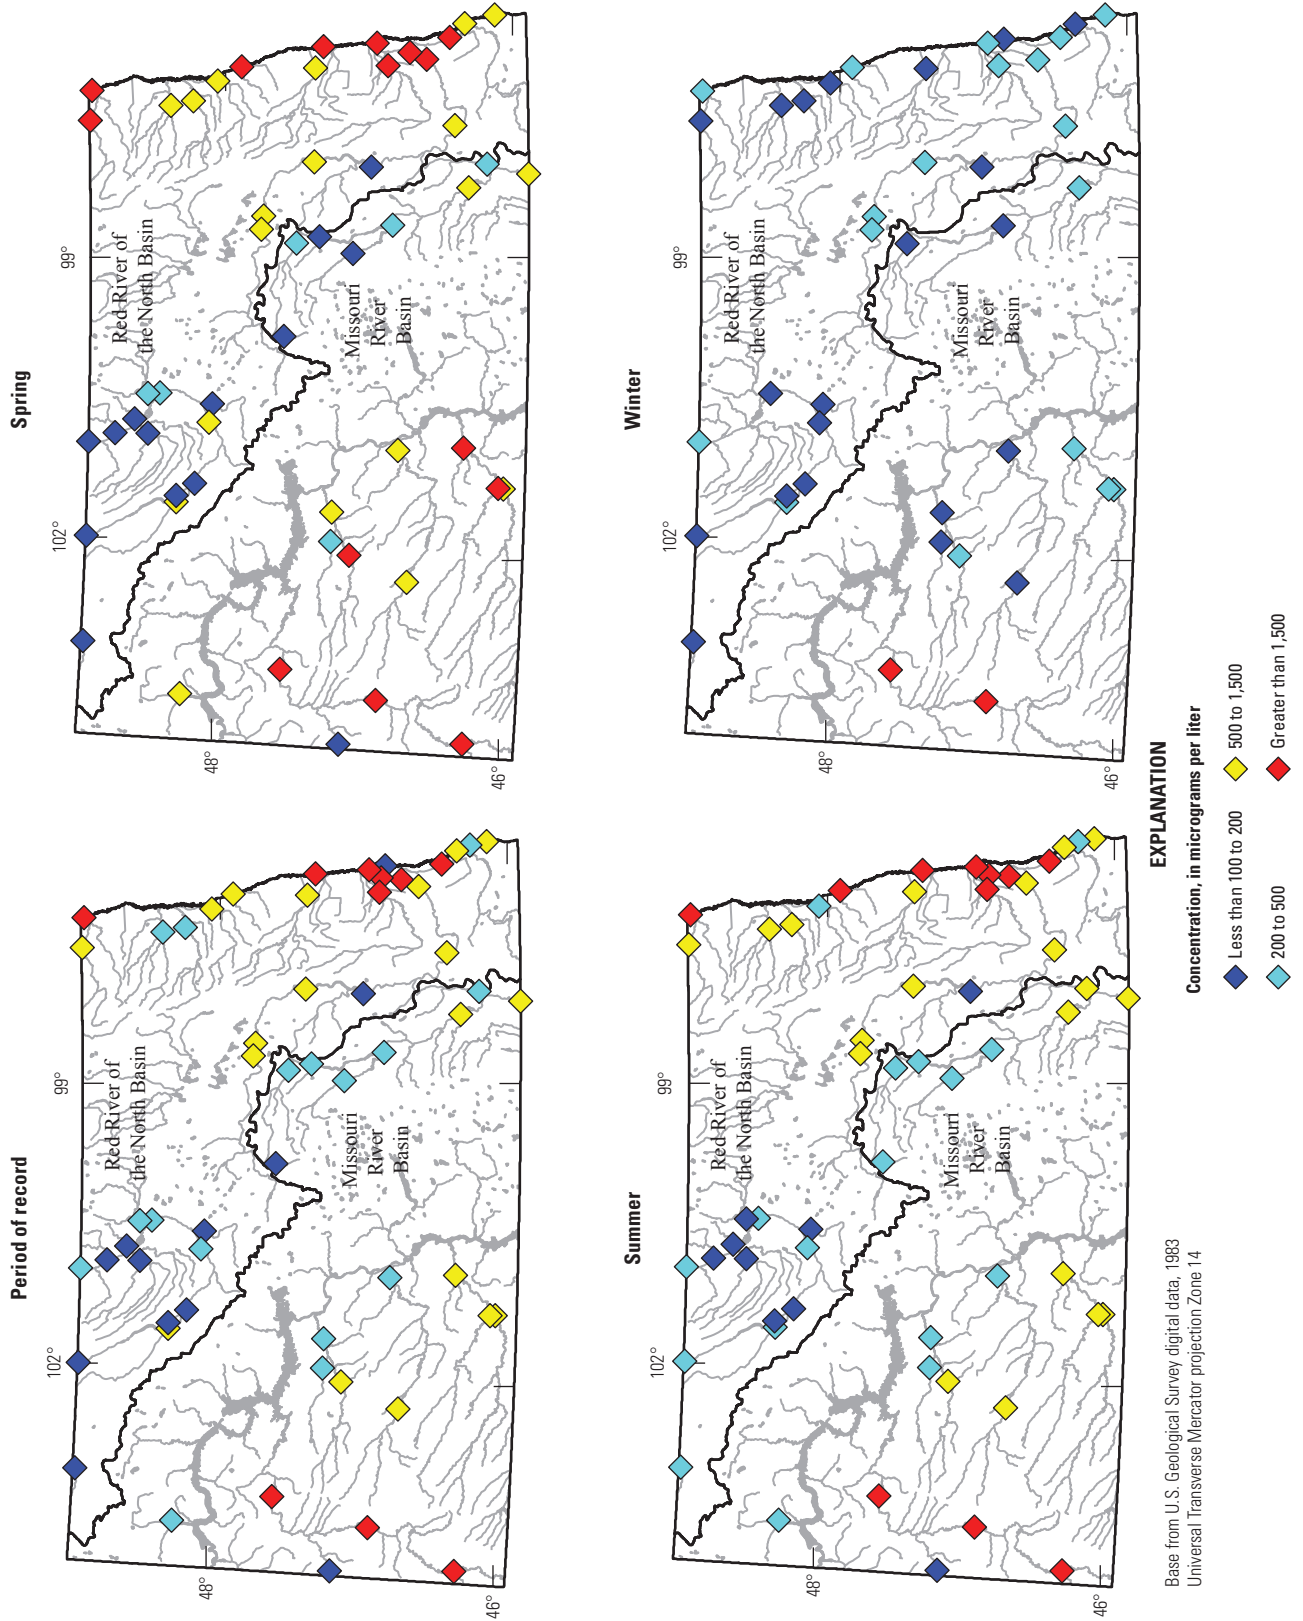 Period of record
Spring
102°
99°
102°
99°
48°
46°
48°
46°
Red River of
the North Basin
Red River of
the North Basin
Missouri
River
Basin
Missouri
River
Basin
Summer
Winter
102°
99°
102°
99°
48°
46°
48°
46°
Red River of
the North Basin
Red River of
the North Basin
Missouri
River
Basin
Missouri
River
Basin
Base from U.S. Geological Survey digital data, 1983
Universal Transverse Mercator projection Zone 14
EXPLANATION
Concentration, in micrograms per liter
Less than 100 to 200
200 to 500
500 to 1,500
Greater than 1,500